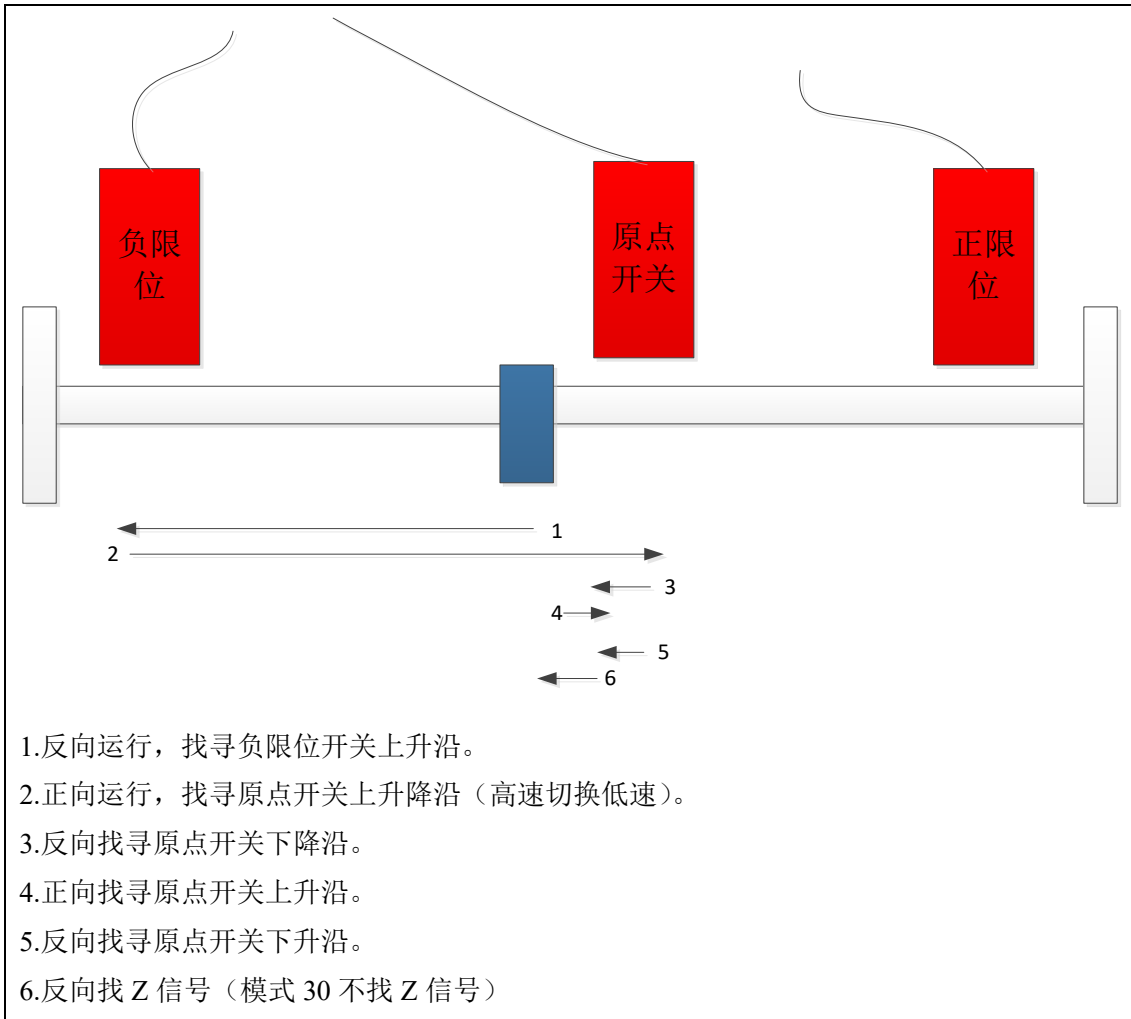 负限
位
原点
开关
正限
位
1
2
3
4
5
6
1.反向运行，找寻负限位开关上升沿。
2.正向运行，找寻原点开关上升降沿（高速切换低速）。
3.反向找寻原点开关下降沿。
4.正向找寻原点开关上升沿。
5.反向找寻原点开关下升沿。
6.反向找 Z 信号（模式 30 不找 Z 信号）